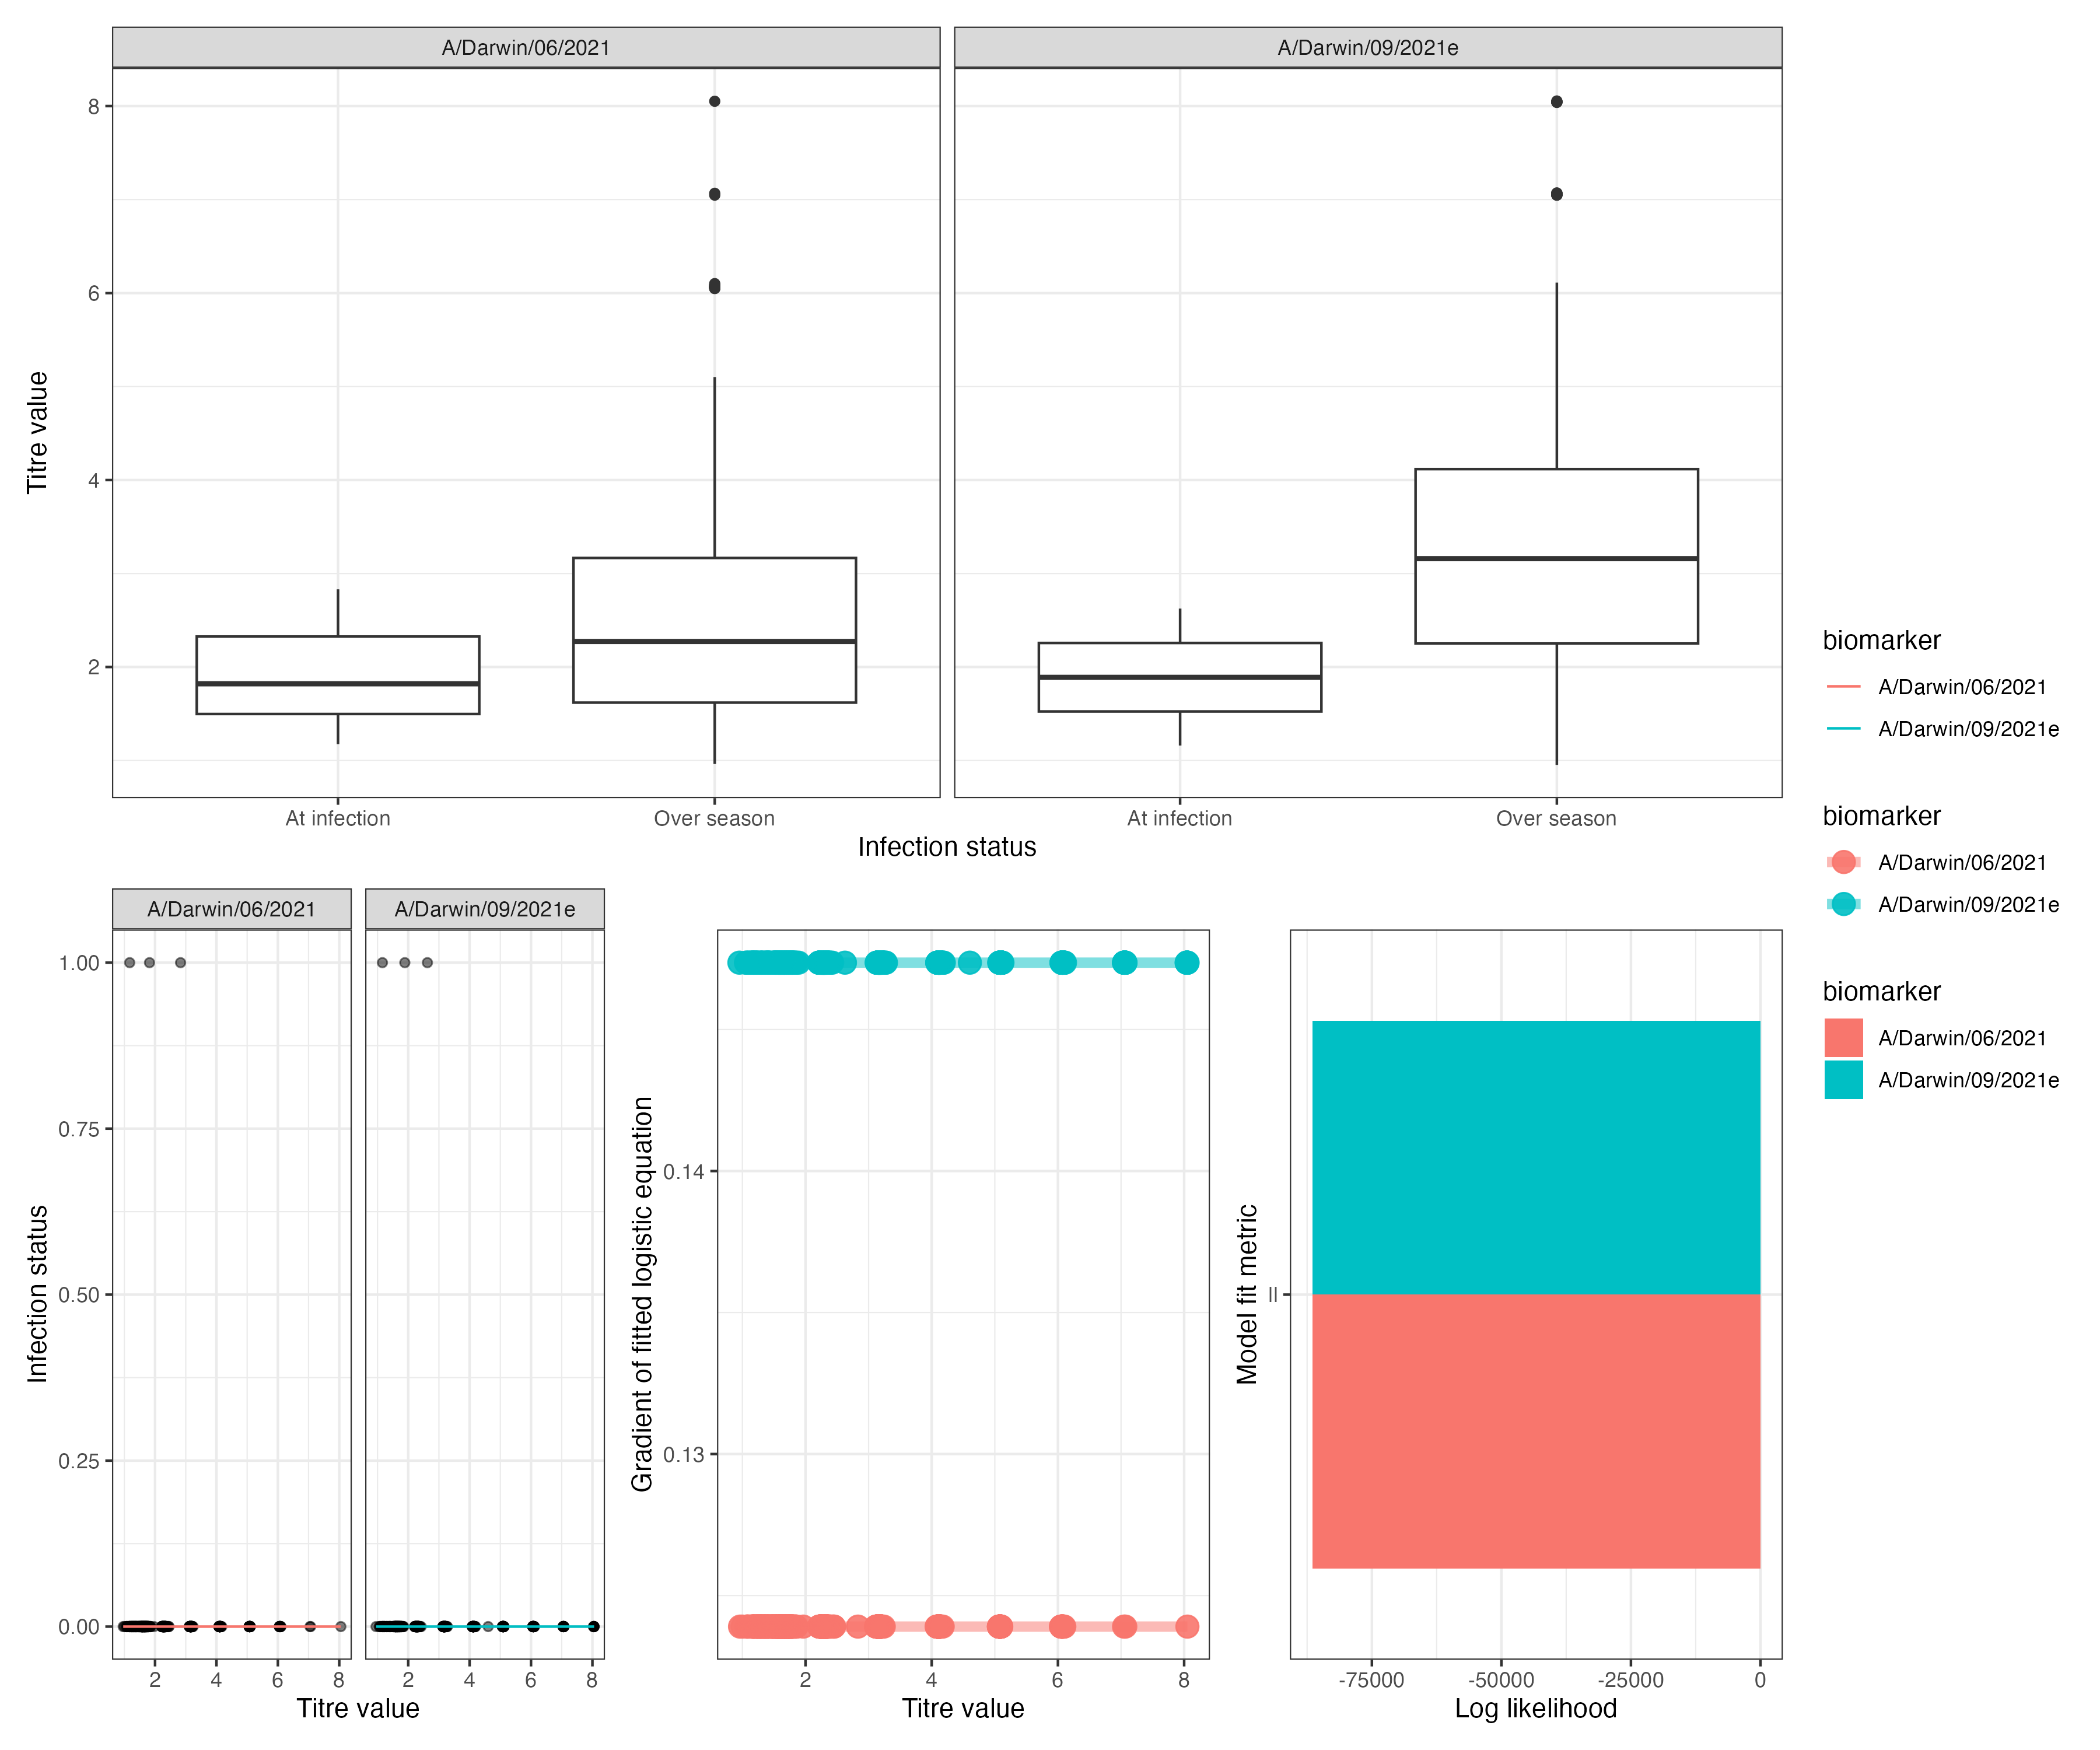 A/Darwin/06/2021
A/Darwin/09/2021e
Titre value
8
6
4
2
At infection
Over season
At infection
Over season
Infection status
A/Darwin/06/2021
A/Darwin/09/2021e
Infection status
1.00
0.75
0.50
0.25
0.00
2 4 6 8
2 4 6 8
Titre value
Gradient of fitted logistic equation
0.14
0.13
2 4 6 8
Titre value
Model fit metric
ll
-75000 -50000 -25000 0
Log likelihood
biomarker
A/Darwin/06/2021
A/Darwin/09/2021e
biomarker
A/Darwin/06/2021
A/Darwin/09/2021e
biomarker
A/Darwin/06/2021
A/Darwin/09/2021e